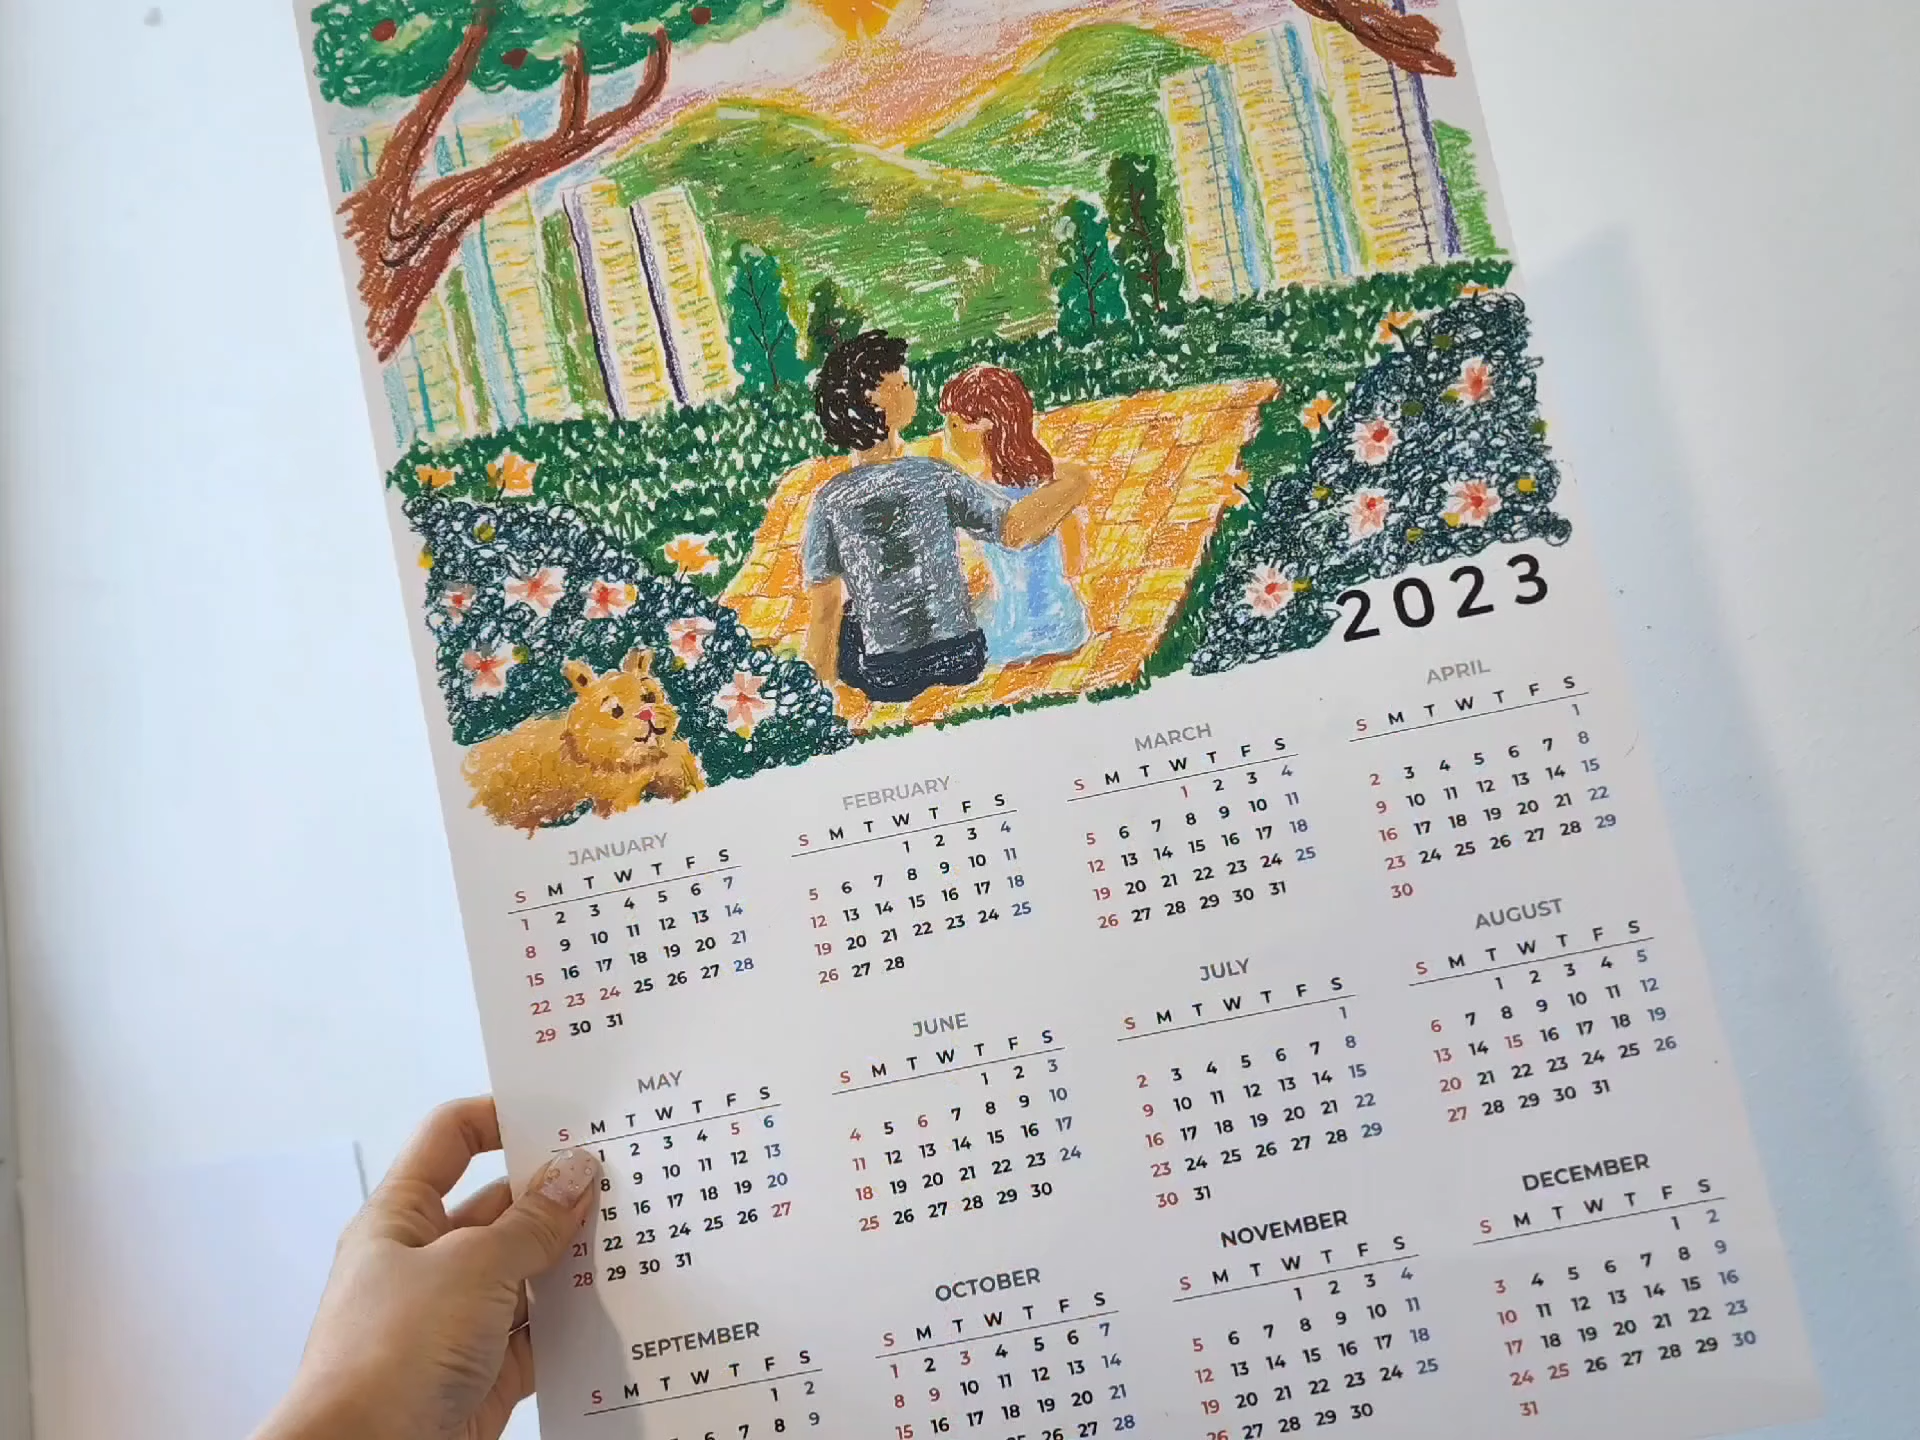 2023
JANUARY
S M T W T F S
1 2 3 4 5 6 7
8 9 10 11 12 13 14
15 16 17 18 19 20 21
22 23 24 25 26 27 28
29 30 31
FEBRUARY
S M T W T F S
1 2 3 4
5 6 7 8 9 10 11
12 13 14 15 16 17 18
19 20 21 22 23 24 25
26 27 28
MARCH
S M T W T F S
1 2 3 4
5 6 7 8 9 10 11
12 13 14 15 16 17 18
19 20 21 22 23 24 25
26 27 28 29 30 31
APRIL
S M T W T F S
1
2 3 4 5 6 7 8
9 10 11 12 13 14 15
16 17 18 19 20 21 22
23 24 25 26 27 28 29
30
MAY
S M T W T F S
1 2 3 4 5 6
8 9 10 11 12 13
15 16 17 18 19 20
21 22 23 24 25 26 27
28 29 30 31
JUNE
S M T W T F S
1 2 3
4 5 6 7 8 9 10
11 12 13 14 15 16 17
18 19 20 21 22 23 24
25 26 27 28 29 30
JULY
S M T W T F S
1
2 3 4 5 6 7 8
9 10 11 12 13 14 15
16 17 18 19 20 21 22
23 24 25 26 27 28 29
30 31
AUGUST
S M T W T F S
1 2 3 4 5
6 7 8 9 10 11 12
13 14 15 16 17 18 19
20 21 22 23 24 25 26
27 28 29 30 31
SEPTEMBER
S M T W T F S
1 2
6 7 8 9
OCTOBER
S M T W T F S
1 2 3 4 5 6 7
8 9 10 11 12 13 14
15 16 17 18 19 20 21
26 27 28
NOVEMBER
S M T W T F S
1 2 3 4
5 6 7 8 9 10 11
12 13 14 15 16 17 18
19 20 21 22 23 24 25
26 27 28 29 30
DECEMBER
S M T W T F S
1 2
3 4 5 6 7 8 9
10 11 12 13 14 15 16
17 18 19 20 21 22 23
24 25 26 27 28 29 30
31